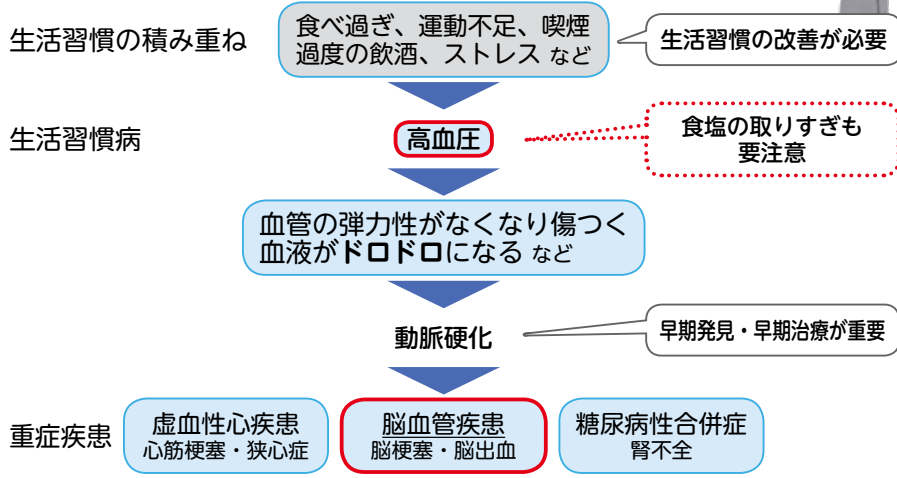 生活習慣の積み重ね
食べ過ぎ、運動不足、喫煙
過度の飲酒、ストレス など
生活習慣の改善が必要
生活習慣病
高血圧
食塩の取りすぎも
要注意
血管の弾力性がなくなり傷つく
血液がドロドロになる など
動脈硬化
早期発見・早期治療が重要
重症疾患
虚血性心疾患
心筋梗塞・狭心症
脳血管疾患
脳梗塞・脳出血
糖尿病性合併症
腎不全